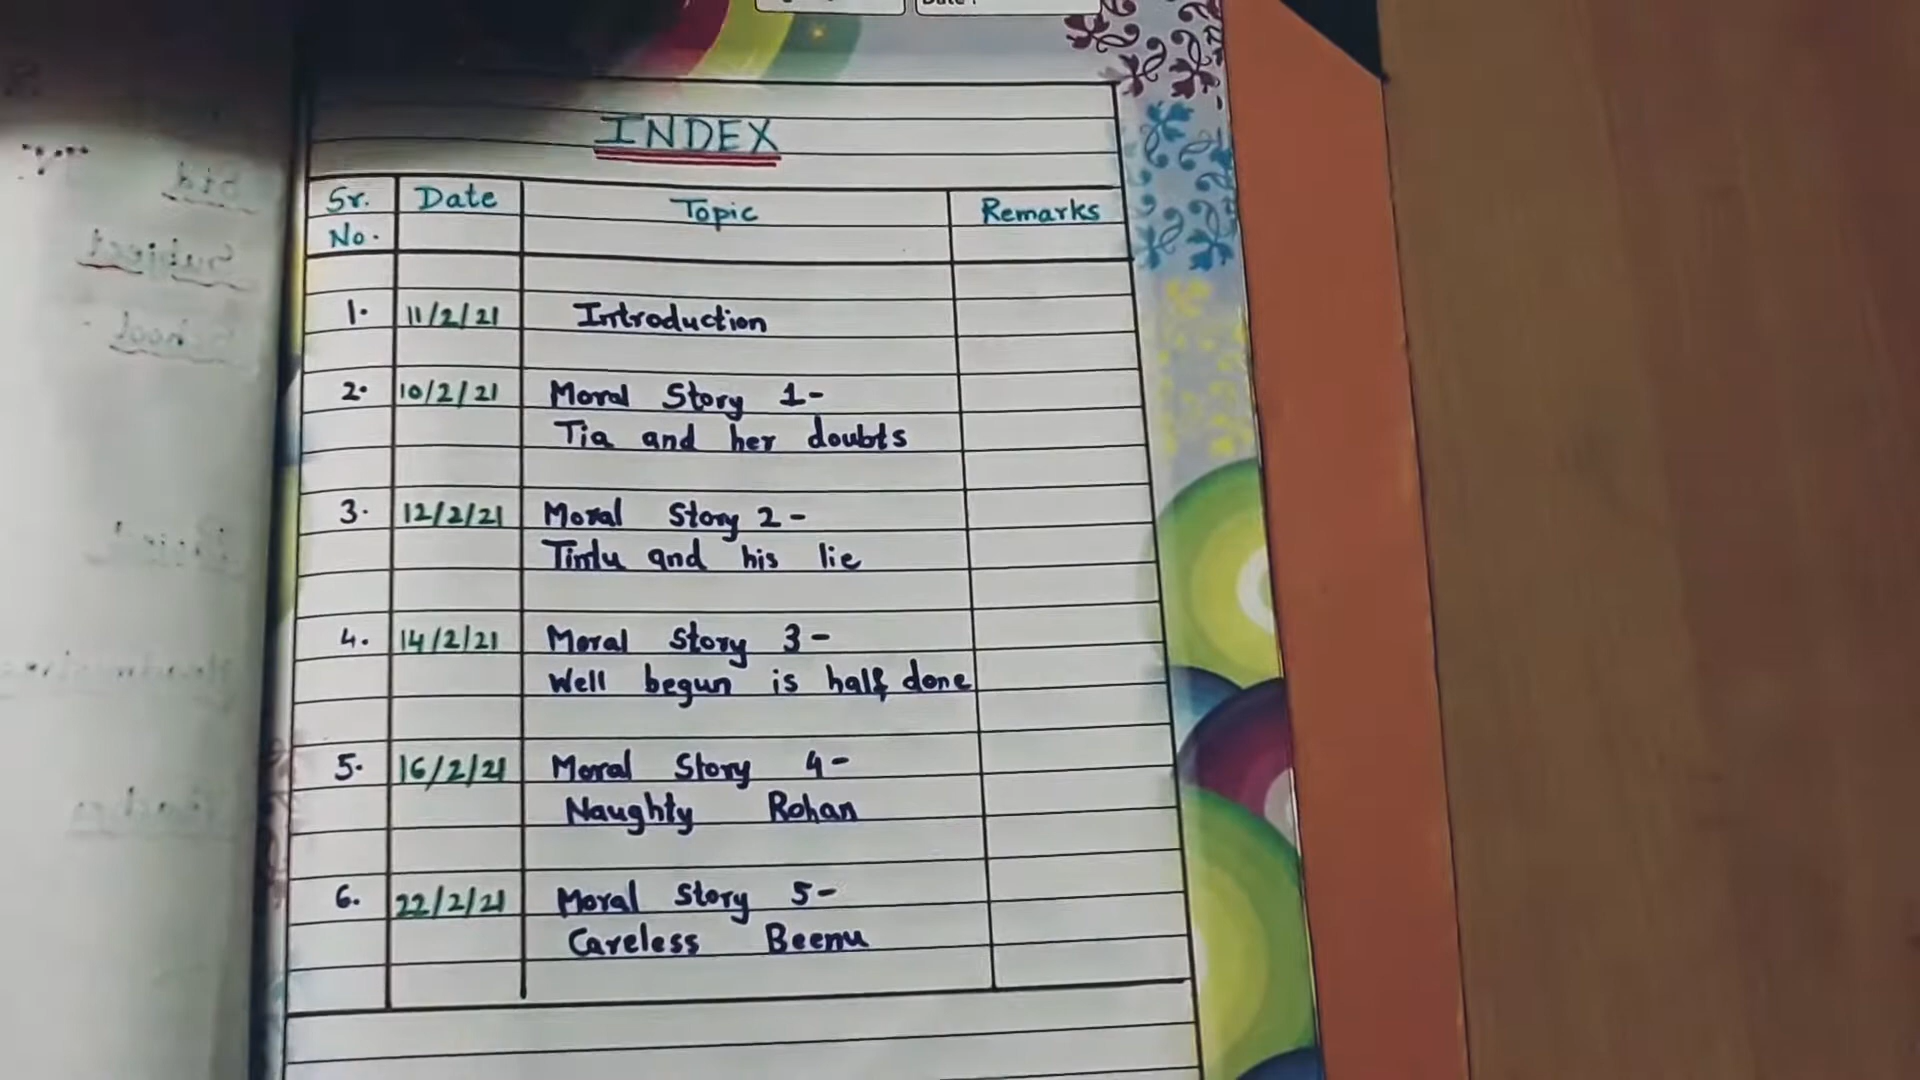 INDEX
Sr. No. Date Topic Remarks
1. 11/2/21 Introduction
2. 10/2/21 Moral Story 1-
Tia and her doubts
3. 12/2/21 Moral Story 2-
Tintu and his lie
4. 14/2/21 Moral Story 3-
Well begun is half done
5. 16/2/21 Moral Story 4-
Naughty Rohan
6. 22/2/21 Moral Story 5-
Careless Beenu